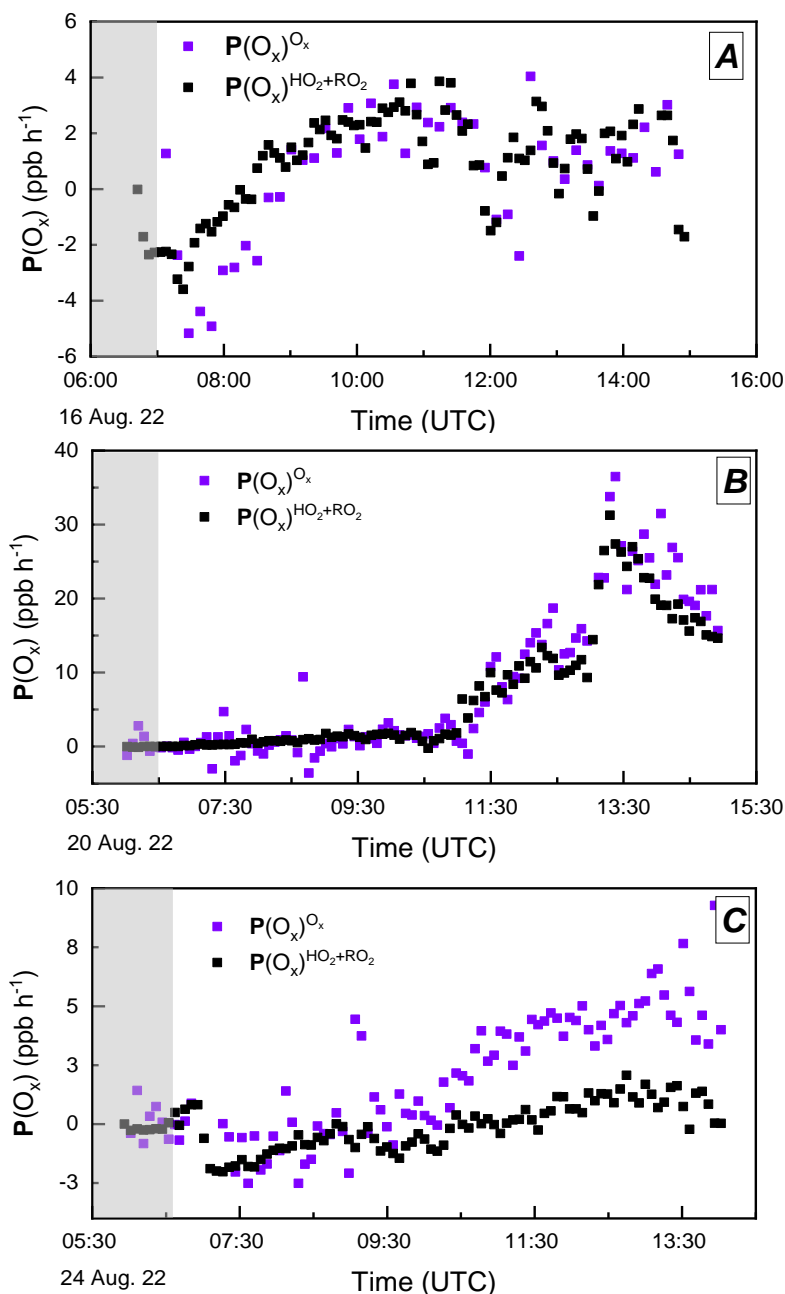 A
P(Oₓ)^Oₓ
P(Oₓ)^HO₂+RO₂
P(Oₓ) (ppb h⁻¹)
6
4
2
0
-2
-4
-6
06:00 08:00 10:00 12:00 14:00 16:00
16 Aug. 22 Time (UTC)
B
P(Oₓ)^Oₓ
P(Oₓ)^HO₂+RO₂
P(Oₓ) (ppb h⁻¹)
40
30
20
10
0
05:30 07:30 09:30 11:30 13:30 15:30
20 Aug. 22 Time (UTC)
C
P(Oₓ)^Oₓ
P(Oₓ)^HO₂+RO₂
P(Oₓ) (ppb h⁻¹)
10
8
5
3
0
-3
05:30 07:30 09:30 11:30 13:30
24 Aug. 22 Time (UTC)